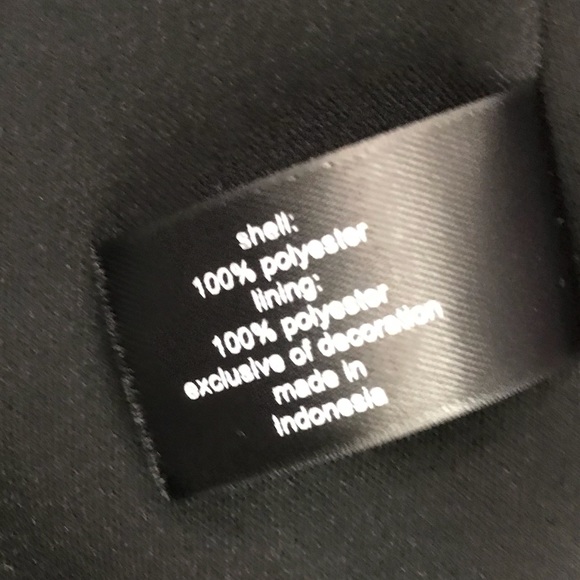 shell:
100% polyester
lining:
100% polyester
exclusive of decoration
made in
indonesia